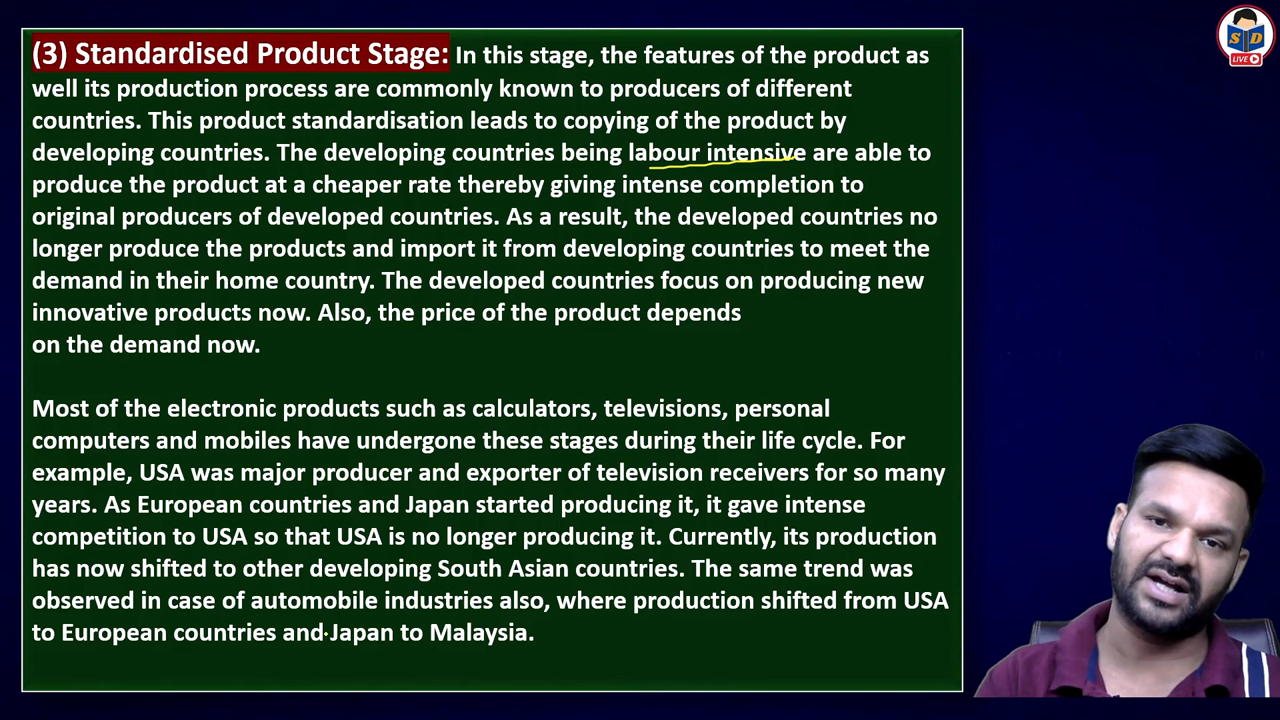 (3) Standardised Product Stage: In this stage, the features of the product as
well its production process are commonly known to producers of different
countries. This product standardisation leads to copying of the product by
developing countries. The developing countries being labour intensive are able to
produce the product at a cheaper rate thereby giving intense completion to
original producers of developed countries. As a result, the developed countries no
longer produce the products and import it from developing countries to meet the
demand in their home country. The developed countries focus on producing new
innovative products now. Also, the price of the product depends
on the demand now.
Most of the electronic products such as calculators, televisions, personal
computers and mobiles have undergone these stages during their life cycle. For
example, USA was major producer and exporter of television receivers for so many
years. As European countries and Japan started producing it, it gave intense
competition to USA so that USA is no longer producing it. Currently, its production
has now shifted to other developing South Asian countries. The same trend was
observed in case of automobile industries also, where production shifted from USA
to European countries and Japan to Malaysia.
S D
LIVE